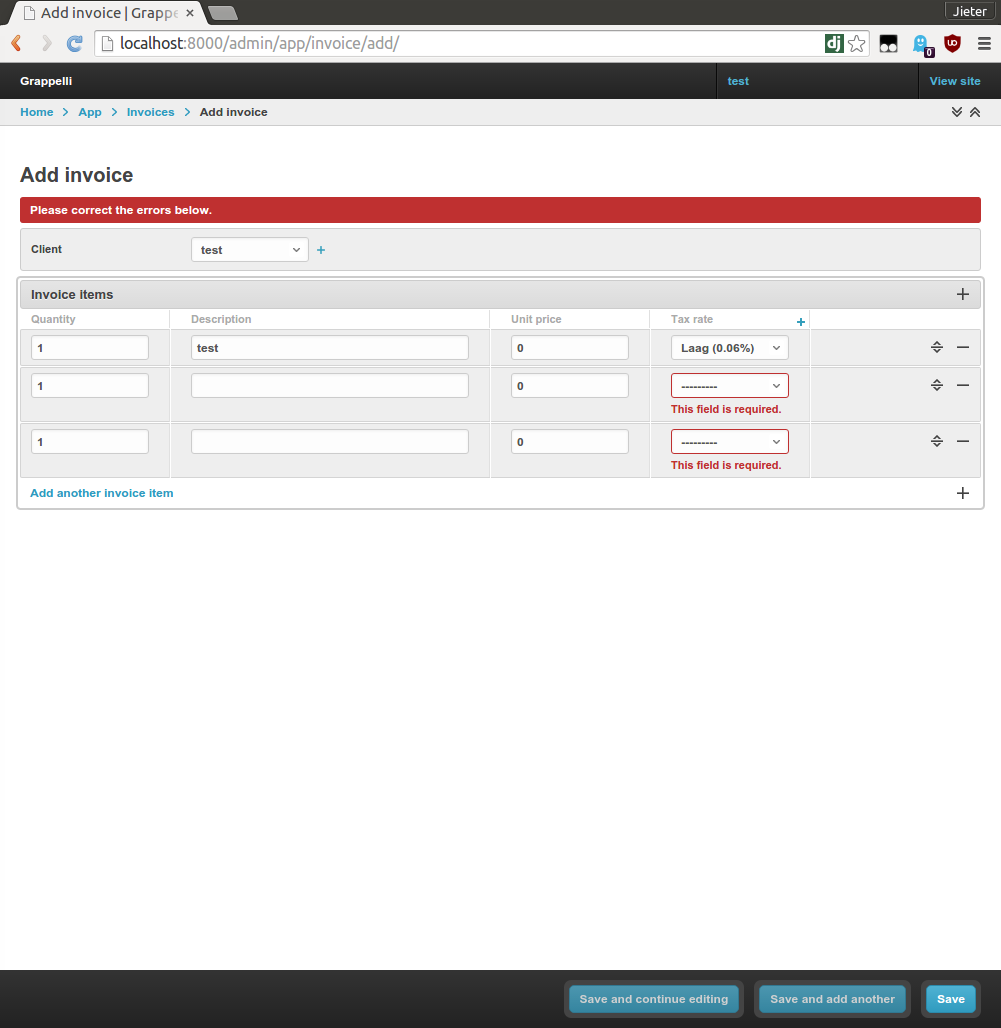 Add invoice | Grappe
Jieter
localhost:8000/admin/app/invoice/add/
dj
0
Grappelli
test
View site
Home > App > Invoices > Add invoice
Add invoice
Please correct the errors below.
Client
test
Invoice items
Quantity Description Unit price Tax rate
1 test 0 Laag (0.06%)
1 0 ---------
This field is required.
1 0 ---------
This field is required.
Add another invoice item
Save and continue editing
Save and add another
Save